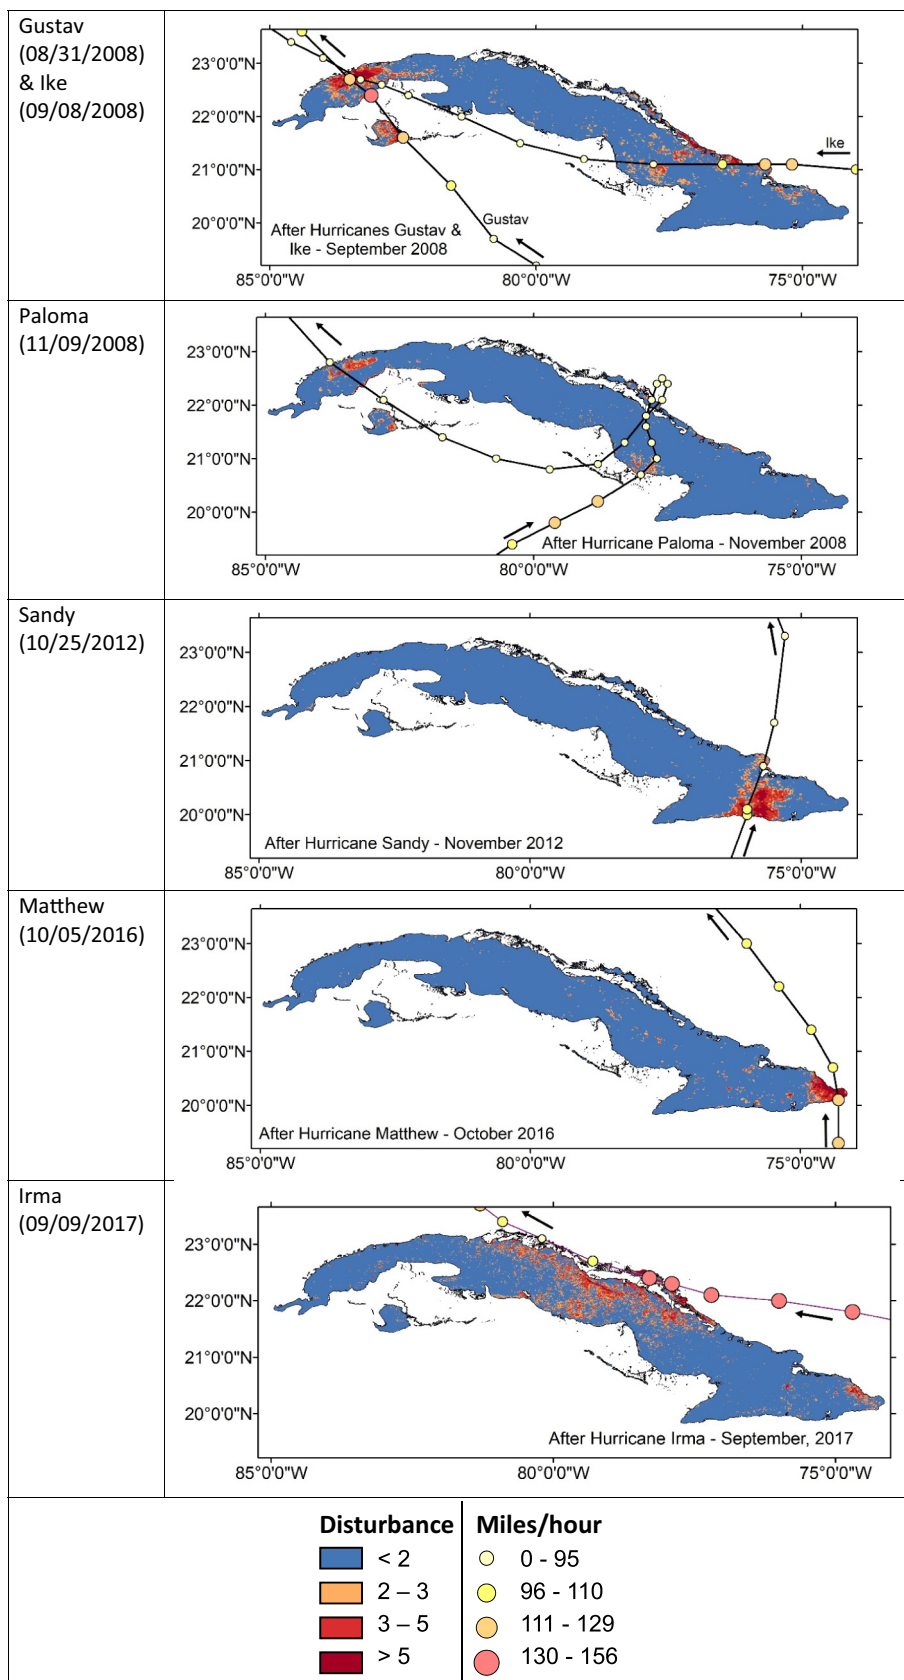 Gustav
(08/31/2008)
& Ike
(09/08/2008)
23°0'0"N
22°0'0"N
21°0'0"N
20°0'0"N
Ike
Gustav
After Hurricanes Gustav &
Ike - September 2008
85°0'0"W 80°0'0"W 75°0'0"W
Paloma
(11/09/2008)
23°0'0"N
22°0'0"N
21°0'0"N
20°0'0"N
After Hurricane Paloma - November 2008
85°0'0"W 80°0'0"W 75°0'0"W
Sandy
(10/25/2012)
23°0'0"N
22°0'0"N
21°0'0"N
20°0'0"N
After Hurricane Sandy - November 2012
85°0'0"W 80°0'0"W 75°0'0"W
Matthew
(10/05/2016)
23°0'0"N
22°0'0"N
21°0'0"N
20°0'0"N
After Hurricane Matthew - October 2016
85°0'0"W 80°0'0"W 75°0'0"W
Irma
(09/09/2017)
23°0'0"N
22°0'0"N
21°0'0"N
20°0'0"N
After Hurricane Irma - September, 2017
85°0'0"W 80°0'0"W 75°0'0"W
Disturbance Miles/hour
< 2 0 - 95
2 – 3 96 - 110
3 – 5 111 - 129
> 5 130 - 156